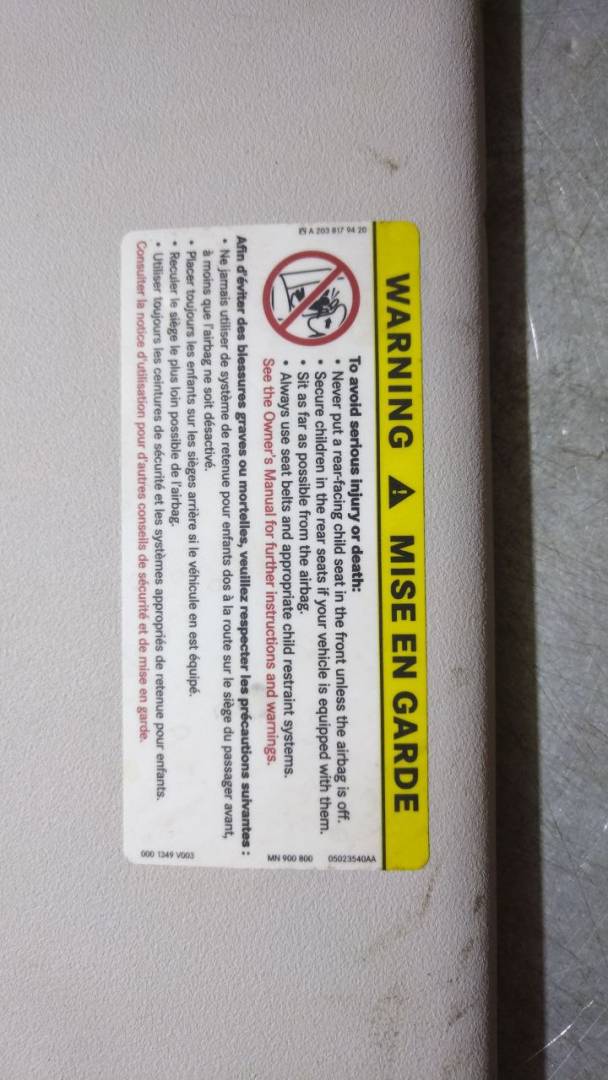 WARNING ⚠ MISE EN GARDE
A 203 817 94 20
To avoid serious injury or death:
• Never put a rear-facing child seat in the front unless the airbag is off.
• Secure children in the rear seats if your vehicle is equipped with them.
• Sit as far as possible from the airbag.
• Always use seat belts and appropriate child restraint systems.
See the Owner's Manual for further instructions and warnings.
05023540AA
MN 900 800
Afin d'éviter des blessures graves ou mortelles, veuillez respecter les précautions suivantes :
• Ne jamais utiliser de système de retenue pour enfants dos à la route sur le siège du passager avant,
à moins que l'airbag ne soit désactivé.
• Placer toujours les enfants sur les sièges arrière si le véhicule en est équipé.
• Reculer le siège le plus loin possible de l'airbag.
• Utiliser toujours les ceintures de sécurité et les systèmes appropriés de retenue pour enfants.
Consulter la notice d'utilisation pour d'autres conseils de sécurité et de mise en garde.
000 1349 V003